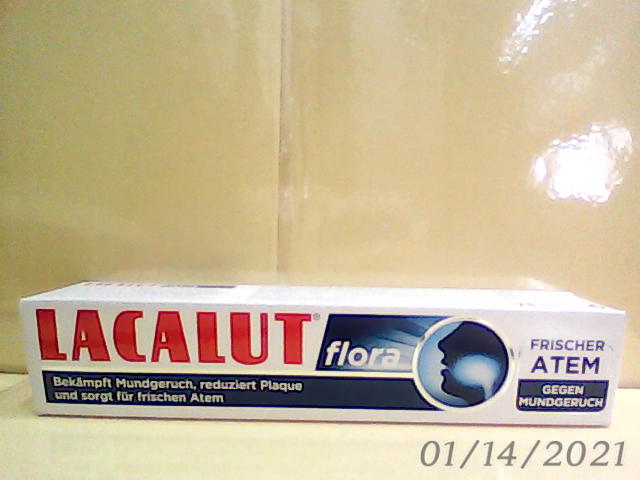 LACALUT®
flora
Bekämpft Mundgeruch, reduziert Plaque
und sorgt für frischen Atem
FRISCHER
ATEM
GEGEN
MUNDGERUCH
01/14/2021